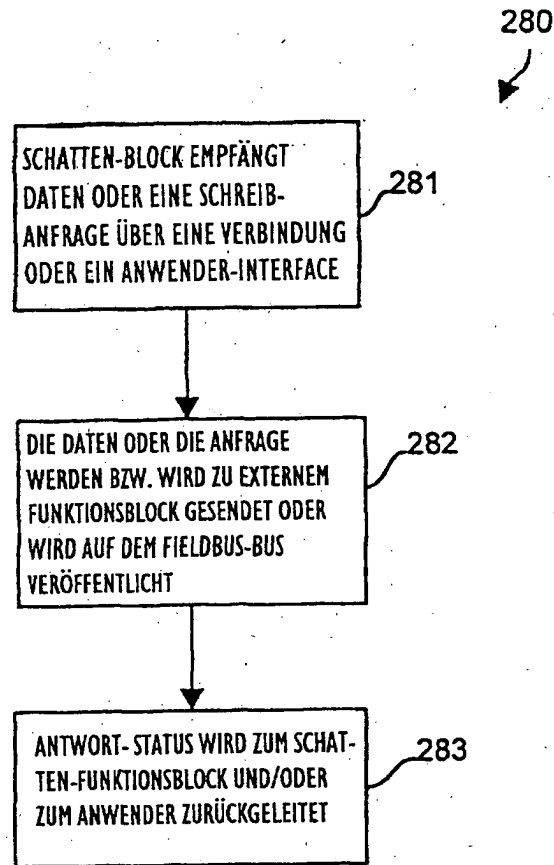 280
SCHATTEN-BLOCK EMPFÄNGT
DATEN ODER EINE SCHREIB-
ANFRAGE ÜBER EINE VERBINDUNG
ODER EIN ANWENDER-INTERFACE
281
DIE DATEN ODER DIE ANFRAGE
WERDEN BZW. WIRD ZU EXTERNEM
FUNKTIONSBLOCK GESENDET ODER
WIRD AUF DEM FIELDBUS-BUS
VERÖFFENTLICHT
282
ANTWORT-STATUS WIRD ZUM SCHAT-
TEN-FUNKTIONSBLOCK UND/ODER
ZUM ANWENDER ZURÜCKGELEITET
283